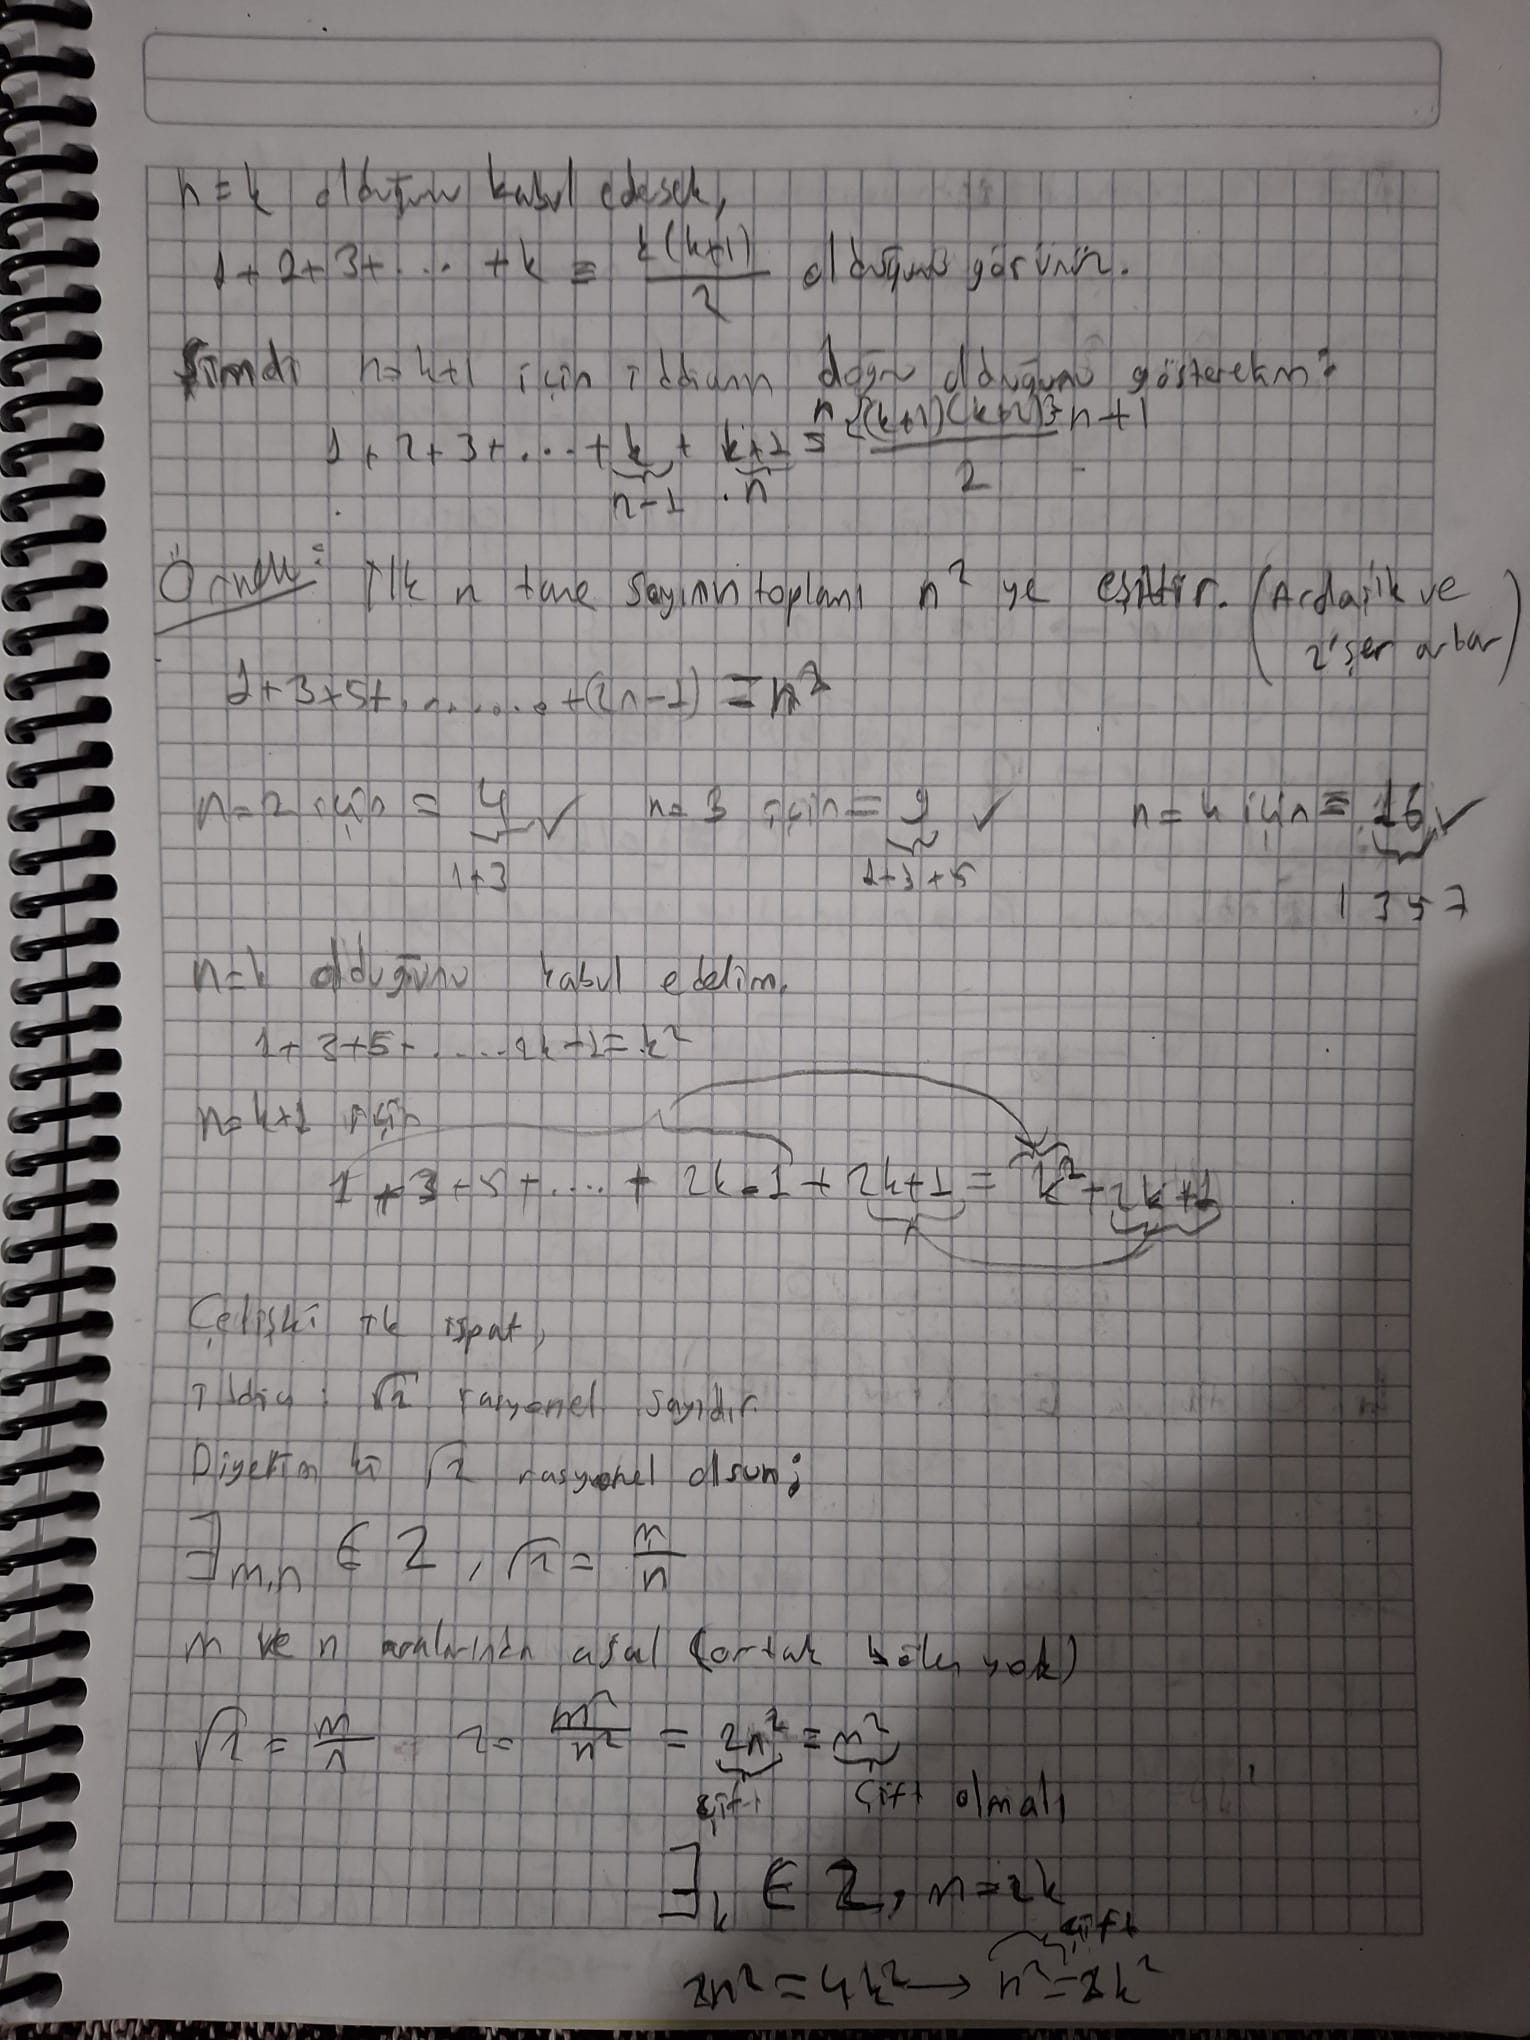 n=k olduğunu kabul edersek,
1+2+3+.... +k = k(k+1)/2 olduğunu görürüz.
Şimdi n=k+1 için iddianın doğru olduğunu gösterelim:
1+2+3+....+k + k+1 = n {(k+1)(k+2)} n+1 / 2
n-1 . n
Örnek: İlk n tane sayının toplamı n² ye eşittir. (Ardaşik ve
2'şer artar)
1+3+5+........+(2n-1) = n²
n=2 için = 4 ✓ n=3 için = 9 ✓ n=4 için = 16 ✓
1+3 1+3+5 1 3 5 7
n=k olduğunu kabul edelim.
1+3+5+.....2k-1=k²
n=k+1 için
1+3+5+....+ 2k-1+2k+1 = k²+2k+1
Çelişki ile ispat,
İddia: √2 rasyonel sayıdır.
Diyelim ki √2 rasyonel olsun;
∃m,n ∈ Z, √2 = m/n
m ve n aralarında asal (ortak bölen yok)
√2 = m/n 2= m²/n² = 2n² = m²
çift çift olmalı
∃k ∈ Z, m=2k
çift
2n²=4k² → n²=2k²